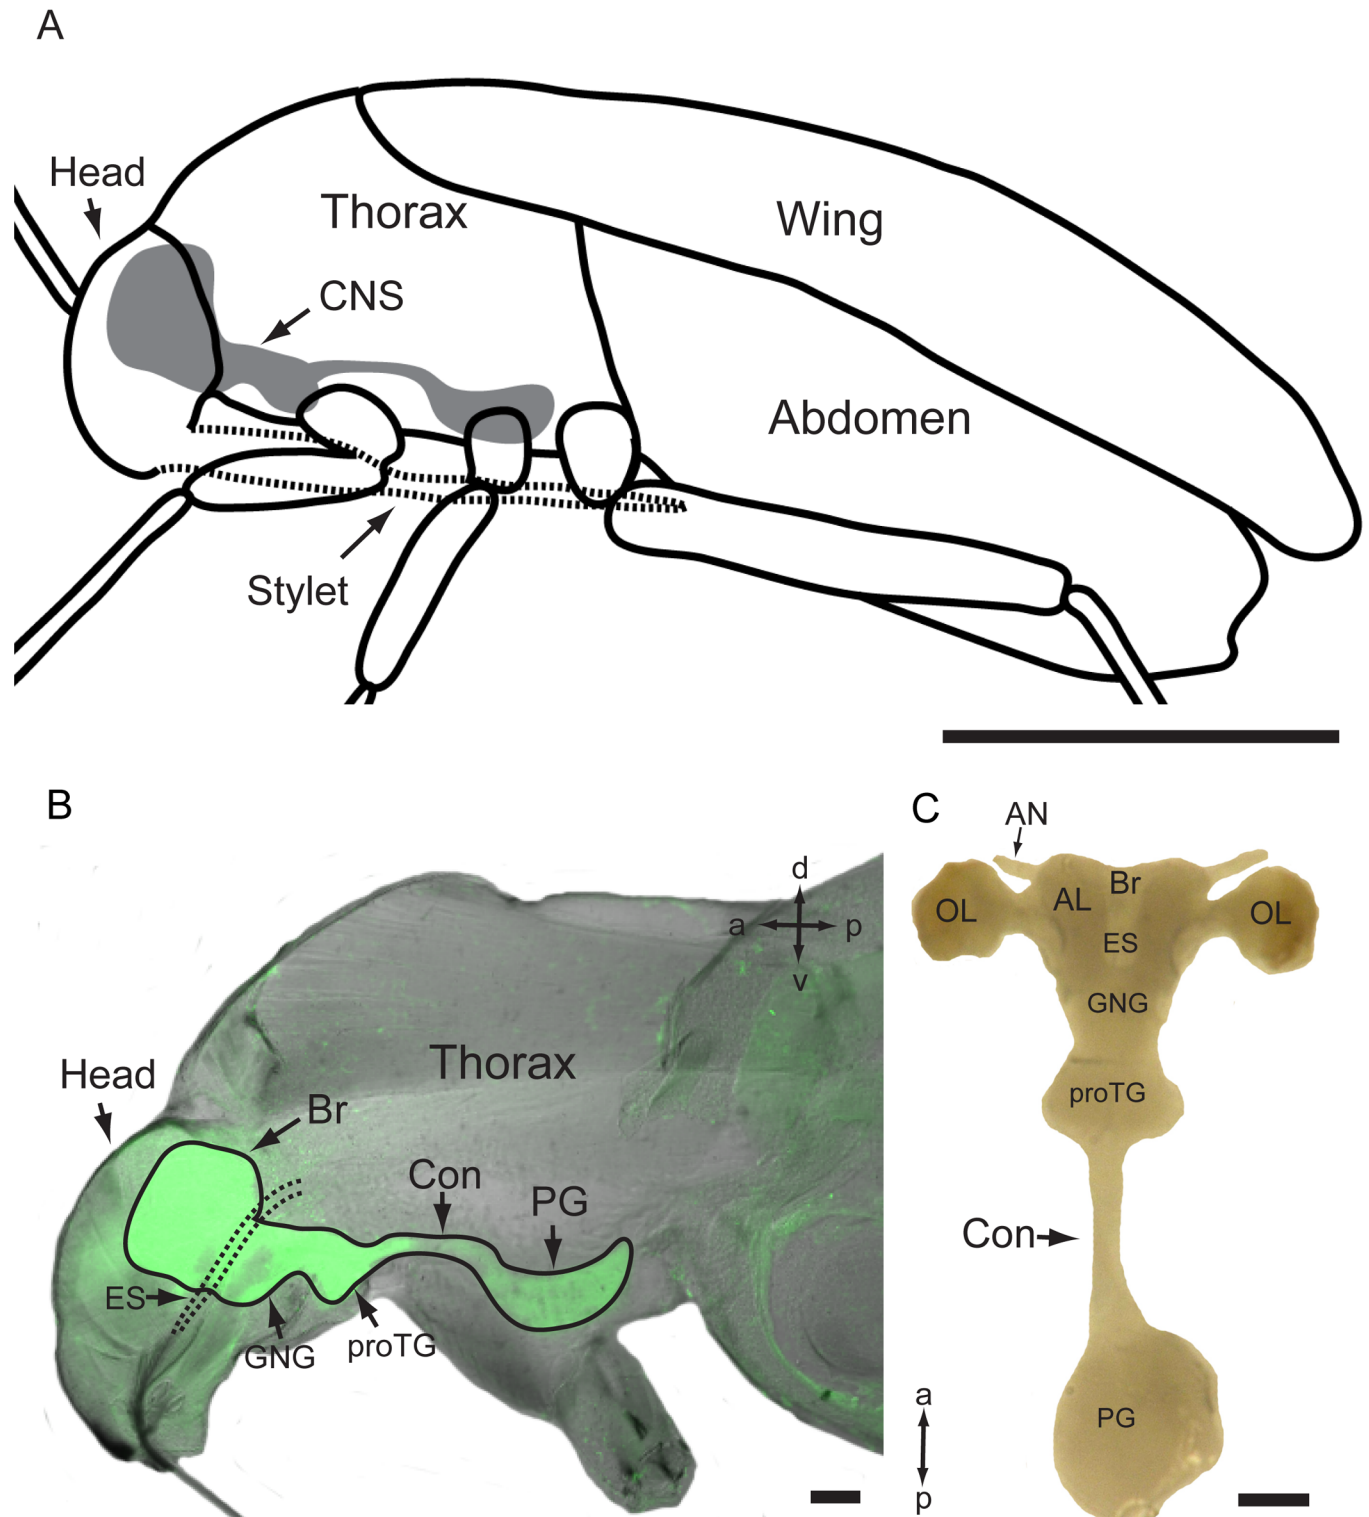 A
Head
Thorax
Wing
CNS
Abdomen
Stylet
B
d
a
p
v
Thorax
Head
Br
Con
PG
ES
GNG
proTG
C
AN
Br
AL
OL
OL
ES
GNG
proTG
Con
PG
a
p